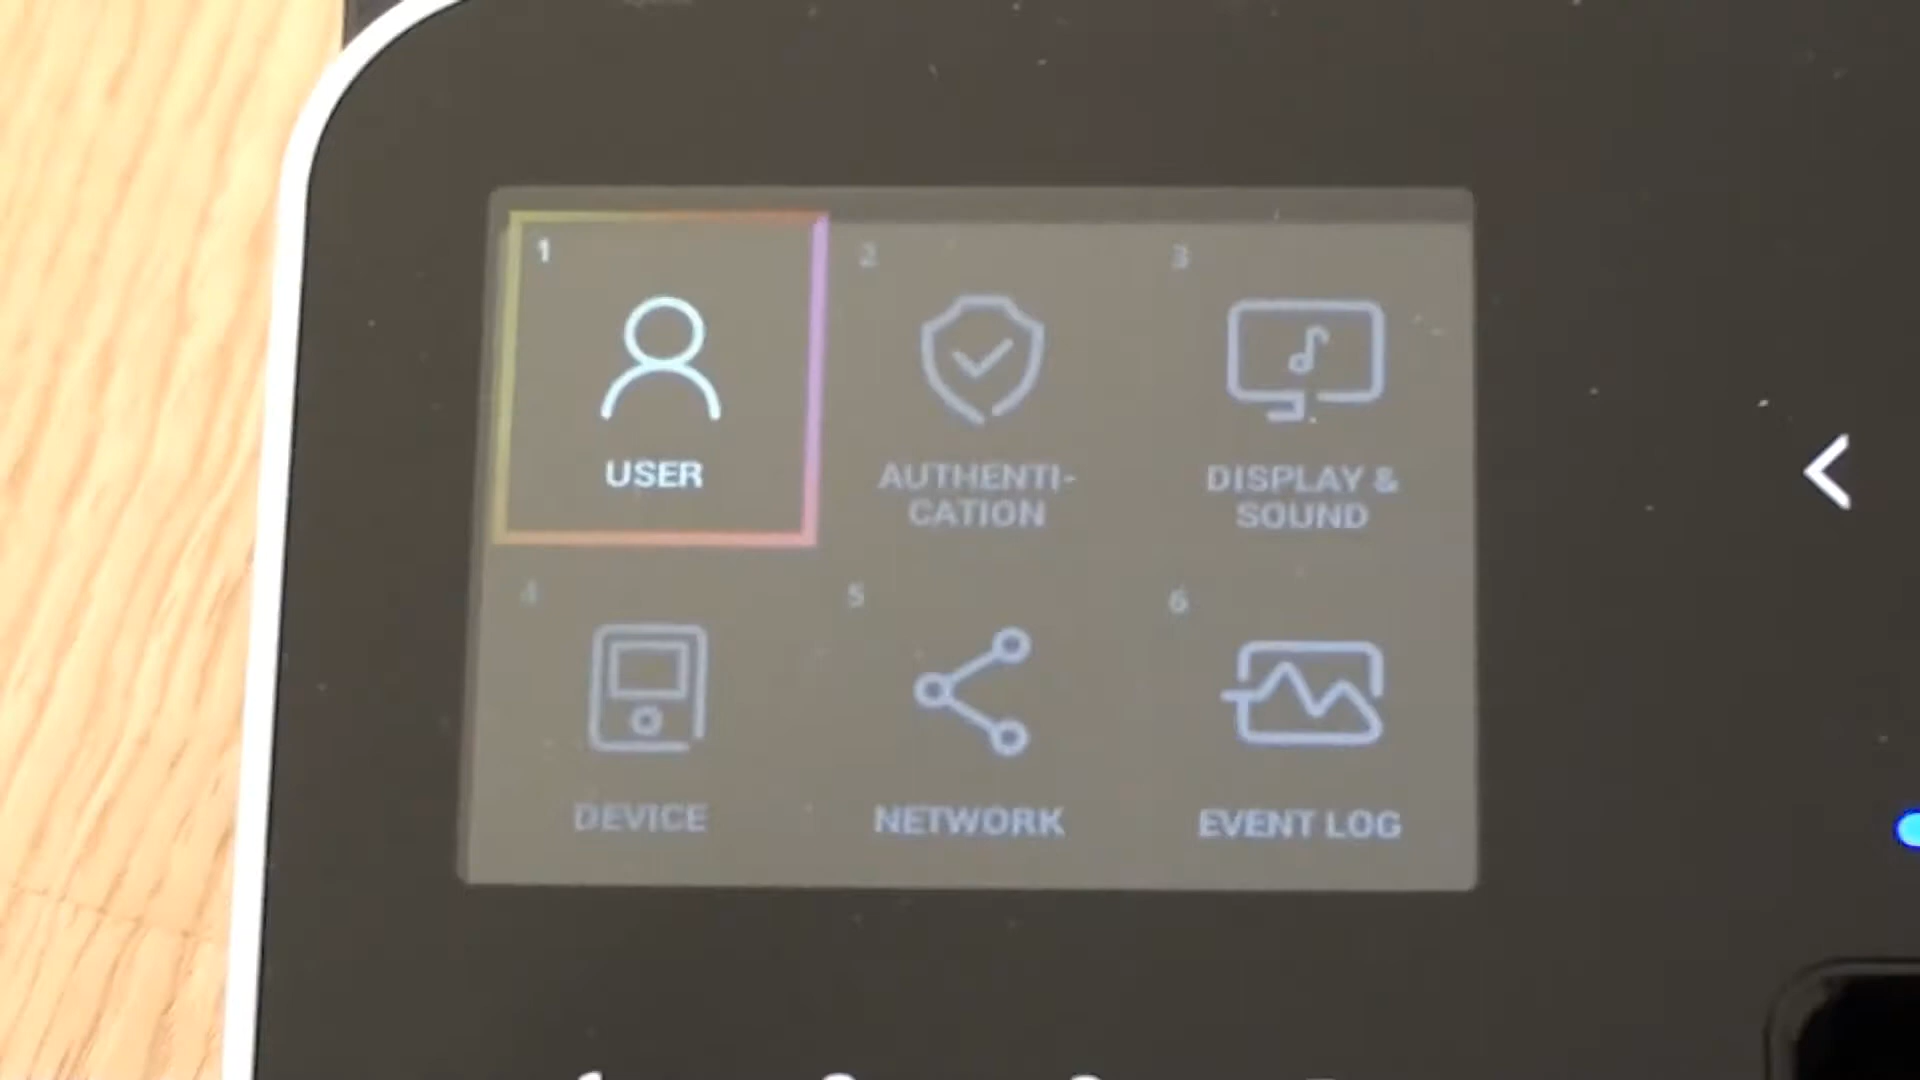 1 2 3
USER AUTHENTI- DISPLAY &
CATION SOUND
4 5 6
DEVICE NETWORK EVENT LOG